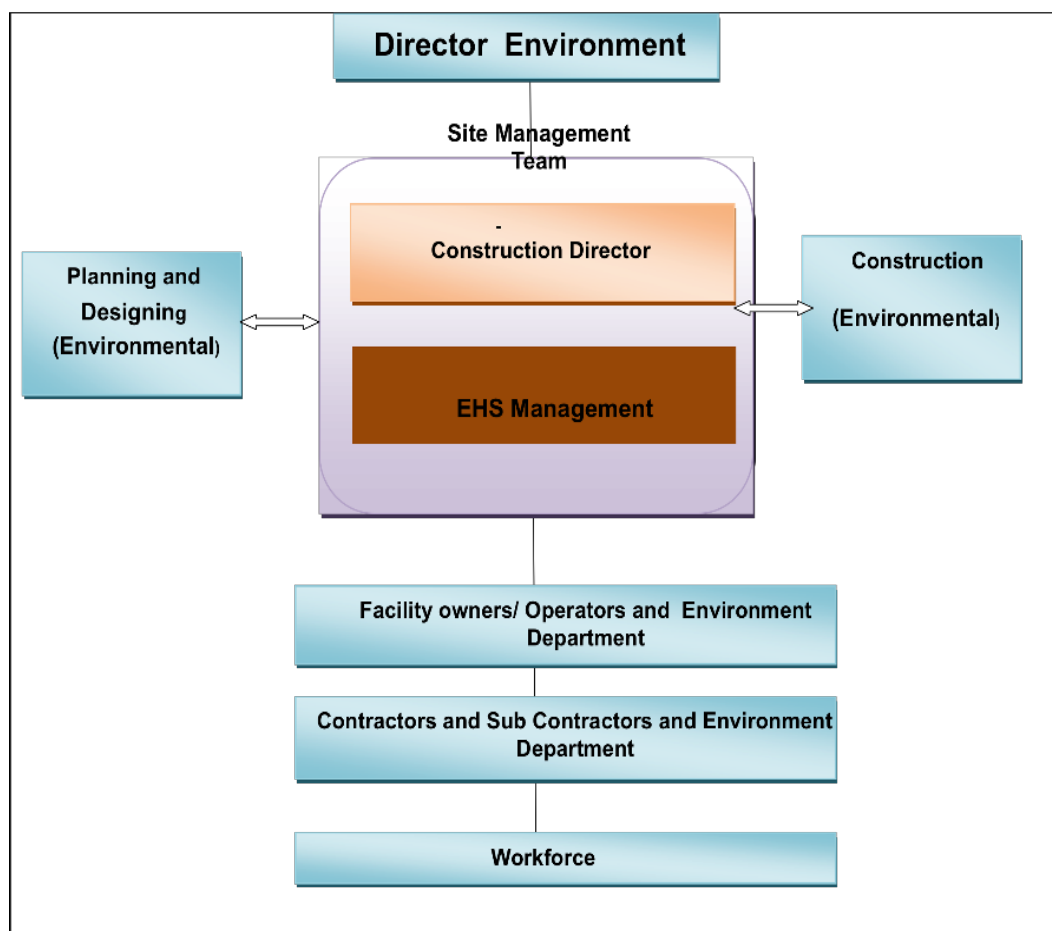 Director  Environment
Site Management
Team
-
Construction Director
EHS Management
Planning and
Designing
(Environmental)
Construction
(Environmental)
Facility owners/ Operators and  Environment
Department
Contractors and Sub Contractors and Environment
Department
Workforce